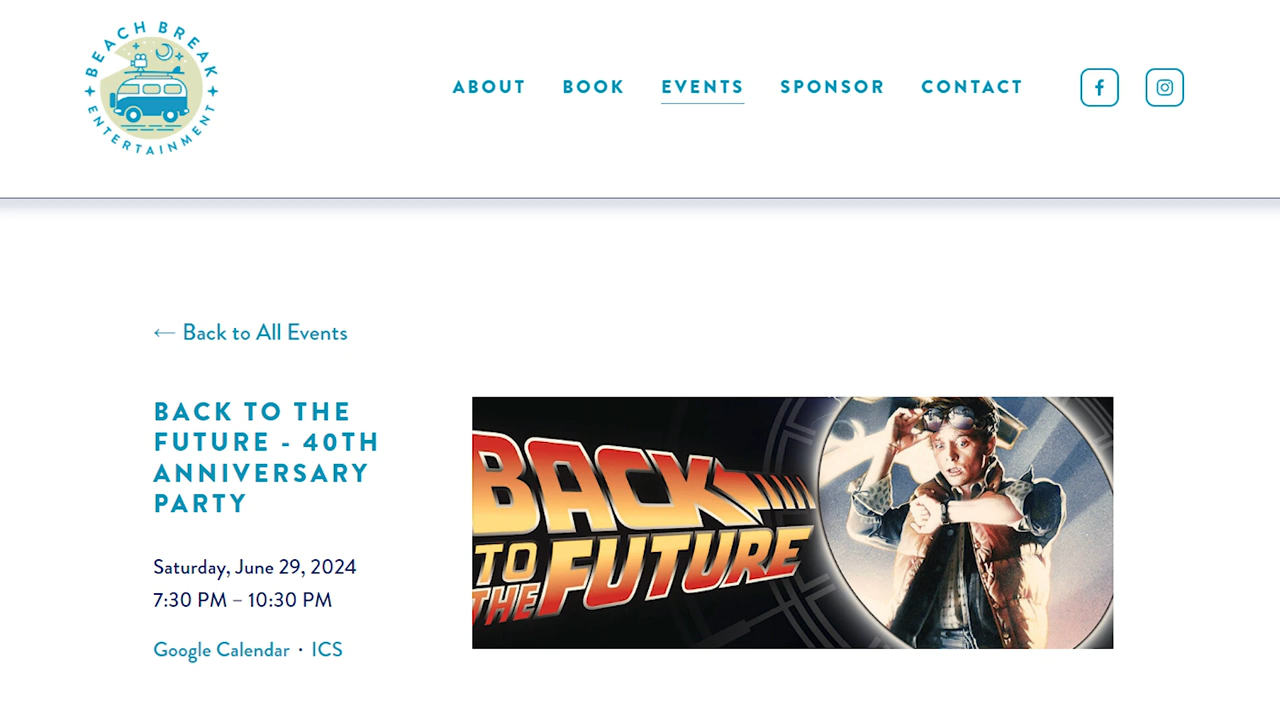 BEACH BREAK
ENTERTAINMENT
ABOUT BOOK EVENTS SPONSOR CONTACT
← Back to All Events
BACK TO THE
FUTURE - 40TH
ANNIVERSARY
PARTY
Saturday, June 29, 2024
7:30 PM – 10:30 PM
Google Calendar · ICS
BACK
TO
THE FUTURE